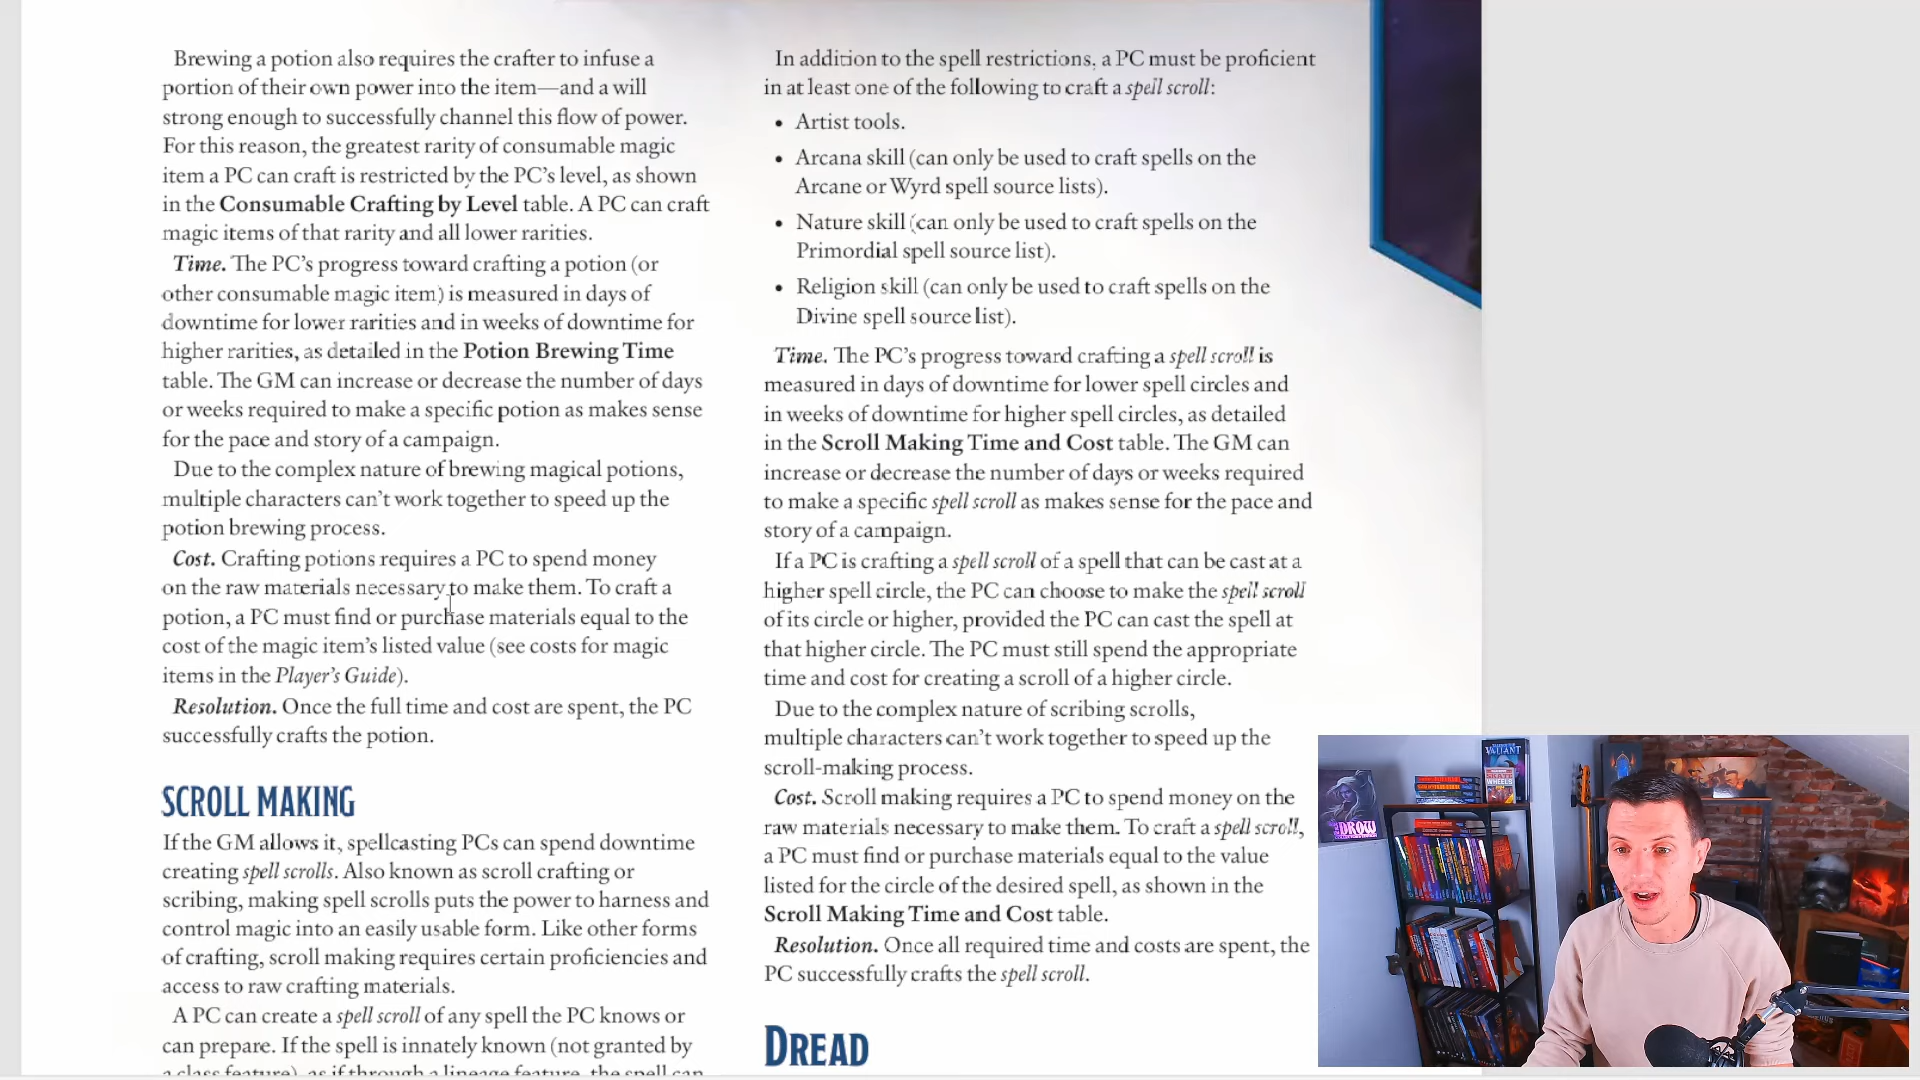 Brewing a potion also requires the crafter to infuse a
portion of their own power into the item—and a will
strong enough to successfully channel this flow of power.
For this reason, the greatest rarity of consumable magic
item a PC can craft is restricted by the PC's level, as shown
in the Consumable Crafting by Level table. A PC can craft
magic items of that rarity and all lower rarities.
Time. The PC's progress toward crafting a potion (or
other consumable magic item) is measured in days of
downtime for lower rarities and in weeks of downtime for
higher rarities, as detailed in the Potion Brewing Time
table. The GM can increase or decrease the number of days
or weeks required to make a specific potion as makes sense
for the pace and story of a campaign.
Due to the complex nature of brewing magical potions,
multiple characters can't work together to speed up the
potion brewing process.
Cost. Crafting potions requires a PC to spend money
on the raw materials necessary to make them. To craft a
potion, a PC must find or purchase materials equal to the
cost of the magic item's listed value (see costs for magic
items in the Player's Guide).
Resolution. Once the full time and cost are spent, the PC
successfully crafts the potion.
SCROLL MAKING
If the GM allows it, spellcasting PCs can spend downtime
creating spell scrolls. Also known as scroll crafting or
scribing, making spell scrolls puts the power to harness and
control magic into an easily usable form. Like other forms
of crafting, scroll making requires certain proficiencies and
access to raw crafting materials.
A PC can create a spell scroll of any spell the PC knows or
can prepare. If the spell is innately known (not granted by
a class feature), as if through a lineage feature, the spell can
In addition to the spell restrictions, a PC must be proficient
in at least one of the following to craft a spell scroll:
• Artist tools.
• Arcana skill (can only be used to craft spells on the
Arcane or Wyrd spell source lists).
• Nature skill (can only be used to craft spells on the
Primordial spell source list).
• Religion skill (can only be used to craft spells on the
Divine spell source list).
Time. The PC's progress toward crafting a spell scroll is
measured in days of downtime for lower spell circles and
in weeks of downtime for higher spell circles, as detailed
in the Scroll Making Time and Cost table. The GM can
increase or decrease the number of days or weeks required
to make a specific spell scroll as makes sense for the pace and
story of a campaign.
If a PC is crafting a spell scroll of a spell that can be cast at a
higher spell circle, the PC can choose to make the spell scroll
of its circle or higher, provided the PC can cast the spell at
that higher circle. The PC must still spend the appropriate
time and cost for creating a scroll of a higher circle.
Due to the complex nature of scribing scrolls,
multiple characters can't work together to speed up the
scroll-making process.
Cost. Scroll making requires a PC to spend money on the
raw materials necessary to make them. To craft a spell scroll,
a PC must find or purchase materials equal to the value
listed for the circle of the desired spell, as shown in the
Scroll Making Time and Cost table.
Resolution. Once all required time and costs are spent, the
PC successfully crafts the spell scroll.
DREAD
VALIANT
SKATE
WHEELS
DROW